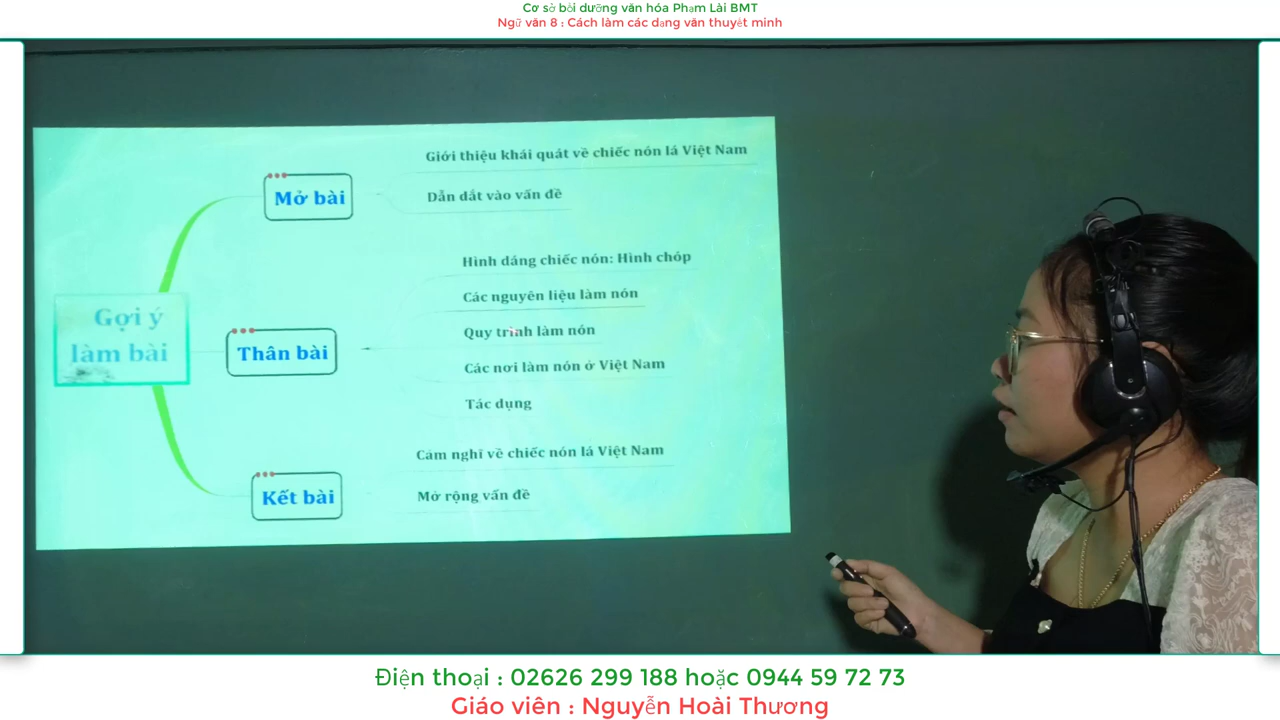 Cơ sở bồi dưỡng văn hóa Phạm Lài BMT
Ngữ văn 8 : Cách làm các dạng văn thuyết minh
Gợi ý
làm bài
Mở bài
Giới thiệu khái quát về chiếc nón lá Việt Nam
Dẫn dắt vào vấn đề
Thân bài
Hình dáng chiếc nón: Hình chóp
Các nguyên liệu làm nón
Quy trình làm nón
Các nơi làm nón ở Việt Nam
Tác dụng
Kết bài
Cảm nghĩ về chiếc nón lá Việt Nam
Mở rộng vấn đề
Điện thoại : 02626 299 188 hoặc 0944 59 72 73
Giáo viên : Nguyễn Hoài Thương